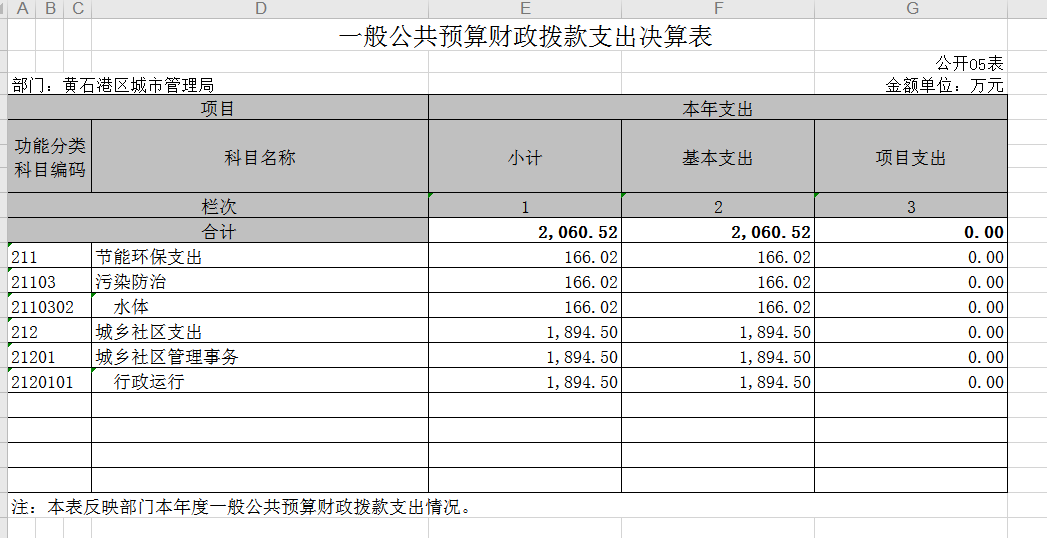 A B C D E F G
一般公共预算财政拨款支出决算表
公开05表
部门：黄石港区城市管理局 金额单位：万元
项目 本年支出
功能分类
科目编码 科目名称 小计 基本支出 项目支出
栏次 1 2 3
合计 2,060.52 2,060.52 0.00
211 节能环保支出 166.02 166.02 0.00
21103 污染防治 166.02 166.02 0.00
2110302 水体 166.02 166.02 0.00
212 城乡社区支出 1,894.50 1,894.50 0.00
21201 城乡社区管理事务 1,894.50 1,894.50 0.00
2120101 行政运行 1,894.50 1,894.50 0.00
注：本表反映部门本年度一般公共预算财政拨款支出情况。